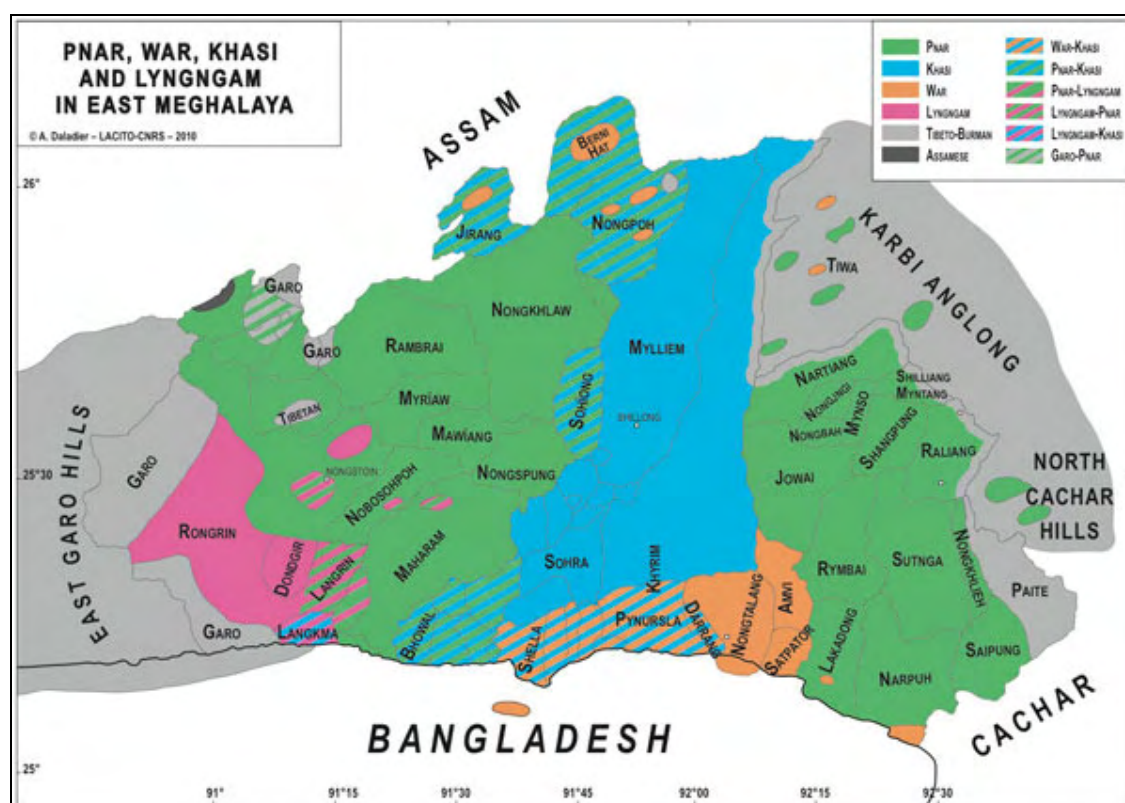 PNAR, WAR, KHASI
AND LYNGNGAM
IN EAST MEGHALAYA
© A. DALADIER – LACITO-CNRS – 2010
PNAR
KHASI
WAR
LYNGNGAM
TIBETO-BURMAN
ASSAMESE
WAR-KHASI
PNAR-KHASI
PNAR-LYNGNGAM
LYNGNGAM-PNAR
LYNGNGAM-KHASI
GARO-PNAR
ASSAM
BERNI
HAT
26°
JIRANG
NONGPOH
KARBI ANGLONG
TIWA
GARO
NONGKHLAW
GARO
RAMBRAI
MYLLIEM
NARTIANG
SHILLIANG
MYNTANG
NONGJINGI
MYNSO
MYRIAW
SOHIONG
TIBETAN
SHILLONG
NONGBAH
SHANGPUNG
MAWIANG
RALIANG
EAST GARO HILLS
GARO
NONGSTOIN
NONGSPUNG
JOWAI
25°30
NORTH
CACHAR
HILLS
NOBOSOHPOH
RONGRIN
DONDGIR
LANGRIN
MAHARAM
SOHRA
KHYRIM
RYMBAI
SUTNGA
NONGKHLIEH
PAITE
NONGTALANG
AMVI
GARO
LANGKMA
BHOWAL
SHELLA
PYNURSLA
DARRANG
SATPATOR
LAKADONG
SAIPUNG
NARPUH
BANGLADESH
CACHAR
25°
91°
91°15
91°30
91°45
92°00
92°15
92°30